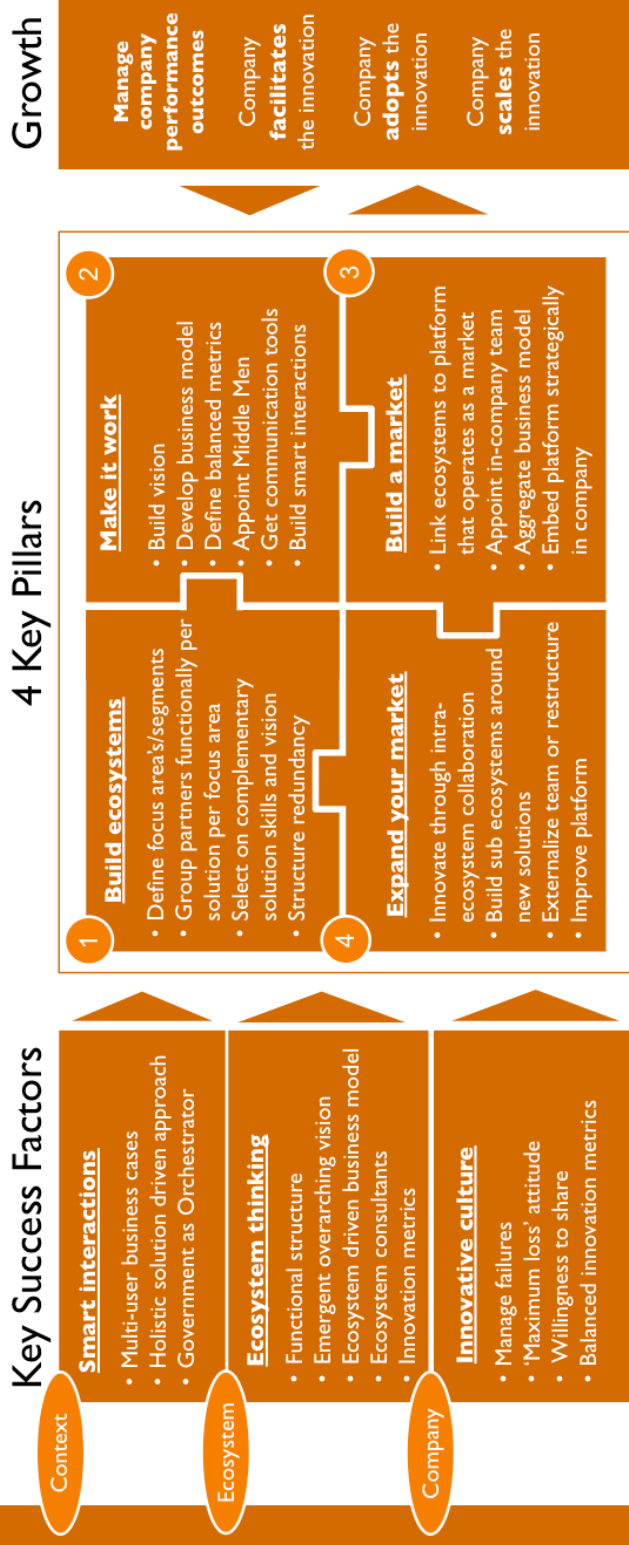 Key Success Factors
Context
Smart interactions
• Multi-user business cases
• Holistic solution driven approach
• Government as Orchestrator
Ecosystem
Ecosystem thinking
• Functional structure
• Emergent overarching vision
• Ecosystem driven business model
• Ecosystem consultants
• Innovation metrics
Company
Innovative culture
• Manage failures
• ‘Maximum loss’ attitude
• Willingness to share
• Balanced innovation metrics
4 Key Pillars
1
Build ecosystems
• Define focus area’s/segments
• Group partners functionally per
solution per focus area
• Select on complementary
solution skills and vision
• Structure redundancy
2
Make it work
• Build vision
• Develop business model
• Define balanced metrics
• Appoint Middle Men
• Get communication tools
• Build smart interactions
3
Build a market
• Link ecosystems to platform
that operates as a market
• Appoint in-company team
• Aggregate business model
• Embed platform strategically
in company
4
Expand your market
• Innovate through intra-
ecosystem collaboration
• Build sub ecosystems around
new solutions
• Externalize team or restructure
• Improve platform
Growth
Manage
company
performance
outcomes
Company
facilitates
the innovation
Company
adopts the
innovation
Company
scales the
innovation